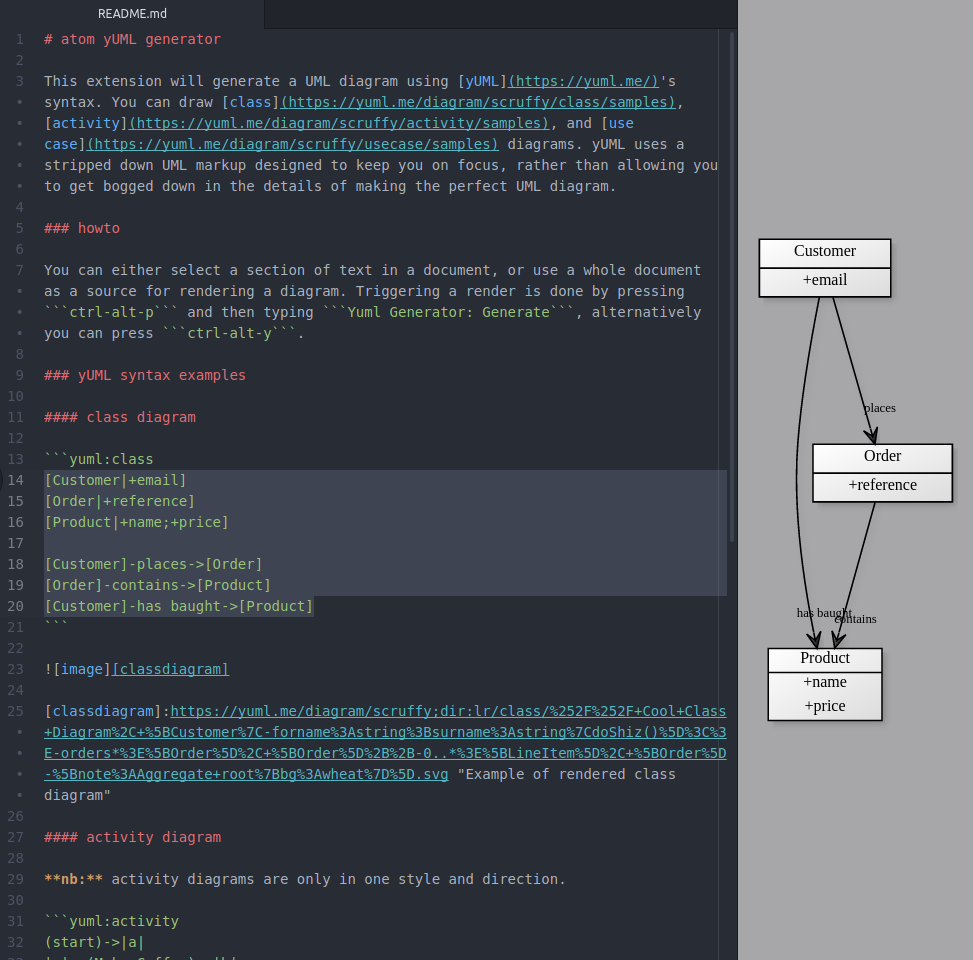 README.md
1 # atom yUML generator
2
3 This extension will generate a UML diagram using [yUML](https://yuml.me/)'s
• syntax. You can draw [class](https://yuml.me/diagram/scruffy/class/samples),
• [activity](https://yuml.me/diagram/scruffy/activity/samples), and [use
• case](https://yuml.me/diagram/scruffy/usecase/samples) diagrams. yUML uses a
• stripped down UML markup designed to keep you on focus, rather than allowing you
• to get bogged down in the details of making the perfect UML diagram.
4
5 ### howto
6
7 You can either select a section of text in a document, or use a whole document
• as a source for rendering a diagram. Triggering a render is done by pressing
• ```ctrl-alt-p``` and then typing ```Yuml Generator: Generate```, alternatively
• you can press ```ctrl-alt-y```.
8
9 ### yUML syntax examples
10
11 #### class diagram
12
13 ```yuml:class
14 [Customer|+email]
15 [Order|+reference]
16 [Product|+name;+price]
17
18 [Customer]-places->[Order]
19 [Order]-contains->[Product]
20 [Customer]-has baught->[Product]
21 ```
22
23 ![image][classdiagram]
24
25 [classdiagram]:https://yuml.me/diagram/scruffy;dir:lr/class/%252F%252F+Cool+Class
• +Diagram%2C+%5BCustomer%7C-forname%3Astring%3Bsurname%3Astring%7CdoShiz()%5D%3C%3
• E-orders*%3E%5BOrder%5D%2C+%5BOrder%5D%2B%2B-0..*%3E%5BLineItem%5D%2C+%5BOrder%5D
• -%5Bnote%3AAggregate+root%7Bbg%3Awheat%7D%5D.svg "Example of rendered class
• diagram"
26
27 #### activity diagram
28
29 **nb:** activity diagrams are only in one style and direction.
30
31 ```yuml:activity
32 (start)->|a|
Customer
+email
places
Order
+reference
has baught
contains
Product
+name
+price